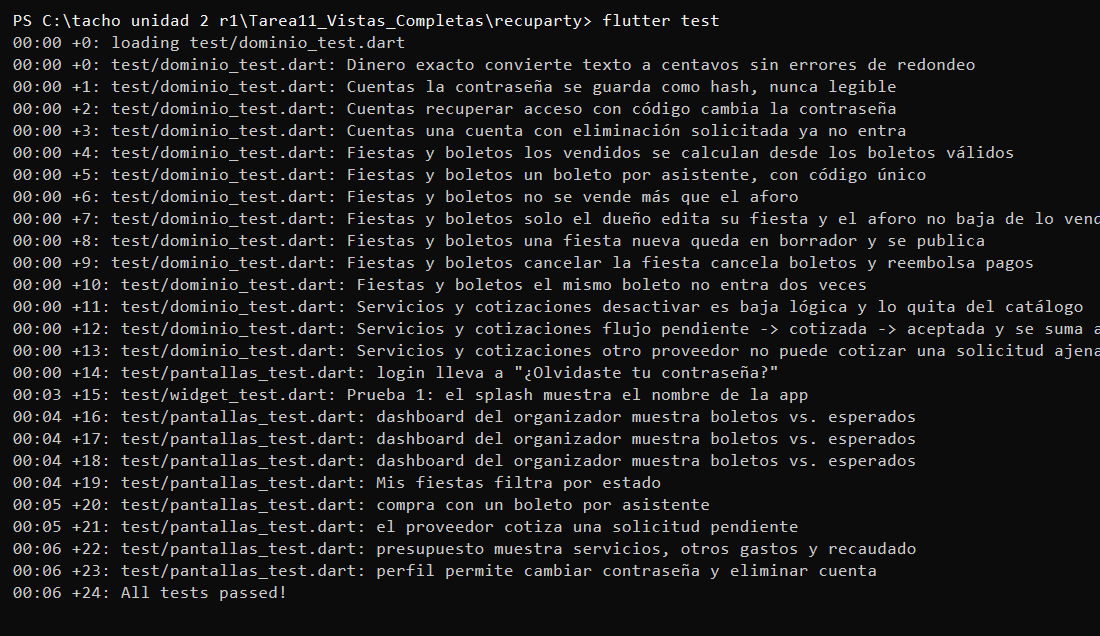 PS C:\tacho unidad 2 r1\Tarea11_Vistas_Completas\recuparty> flutter test
00:00 +0: loading test/dominio_test.dart
00:00 +0: test/dominio_test.dart: Dinero exacto convierte texto a centavos sin errores de redondeo
00:00 +1: test/dominio_test.dart: Cuentas la contraseña se guarda como hash, nunca legible
00:00 +2: test/dominio_test.dart: Cuentas recuperar acceso con código cambia la contraseña
00:00 +3: test/dominio_test.dart: Cuentas una cuenta con eliminación solicitada ya no entra
00:00 +4: test/dominio_test.dart: Fiestas y boletos los vendidos se calculan desde los boletos válidos
00:00 +5: test/dominio_test.dart: Fiestas y boletos un boleto por asistente, con código único
00:00 +6: test/dominio_test.dart: Fiestas y boletos no se vende más que el aforo
00:00 +7: test/dominio_test.dart: Fiestas y boletos solo el dueño edita su fiesta y el aforo no baja de lo vend
00:00 +8: test/dominio_test.dart: Fiestas y boletos una fiesta nueva queda en borrador y se publica
00:00 +9: test/dominio_test.dart: Fiestas y boletos cancelar la fiesta cancela boletos y reembolsa pagos
00:00 +10: test/dominio_test.dart: Fiestas y boletos el mismo boleto no entra dos veces
00:00 +11: test/dominio_test.dart: Servicios y cotizaciones desactivar es baja lógica y lo quita del catálogo
00:00 +12: test/dominio_test.dart: Servicios y cotizaciones flujo pendiente -> cotizada -> aceptada y se suma a
00:00 +13: test/dominio_test.dart: Servicios y cotizaciones otro proveedor no puede cotizar una solicitud ajena
00:00 +14: test/pantallas_test.dart: login lleva a "¿Olvidaste tu contraseña?"
00:03 +15: test/widget_test.dart: Prueba 1: el splash muestra el nombre de la app
00:04 +16: test/pantallas_test.dart: dashboard del organizador muestra boletos vs. esperados
00:04 +17: test/pantallas_test.dart: dashboard del organizador muestra boletos vs. esperados
00:04 +18: test/pantallas_test.dart: dashboard del organizador muestra boletos vs. esperados
00:04 +19: test/pantallas_test.dart: Mis fiestas filtra por estado
00:05 +20: test/pantallas_test.dart: compra con un boleto por asistente
00:05 +21: test/pantallas_test.dart: el proveedor cotiza una solicitud pendiente
00:06 +22: test/pantallas_test.dart: presupuesto muestra servicios, otros gastos y recaudado
00:06 +23: test/pantallas_test.dart: perfil permite cambiar contraseña y eliminar cuenta
00:06 +24: All tests passed!